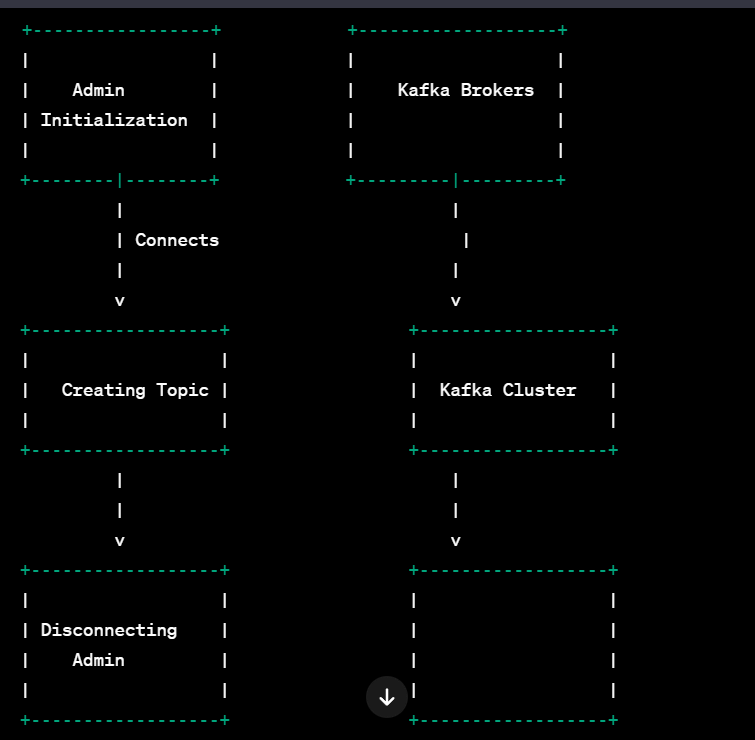 +-----------------+            +-------------------+
|                 |            |                   |
|    Admin        |            |    Kafka Brokers  |
| Initialization  |            |                   |
|                 |            |                   |
+--------|--------+            +---------|---------+
         |                               |
         | Connects                       |
         |                               |
         v                               v
+------------------+                 +------------------+
|                  |                 |                  |
|   Creating Topic |                 |  Kafka Cluster   |
|                  |                 |                  |
+------------------+                 +------------------+
         |                               |
         |                               |
         v                               v
+------------------+                 +------------------+
|                  |                 |                  |
| Disconnecting    |                 |                  |
|    Admin         |                 |                  |
|                  |                 |                  |
+------------------+                 +------------------+